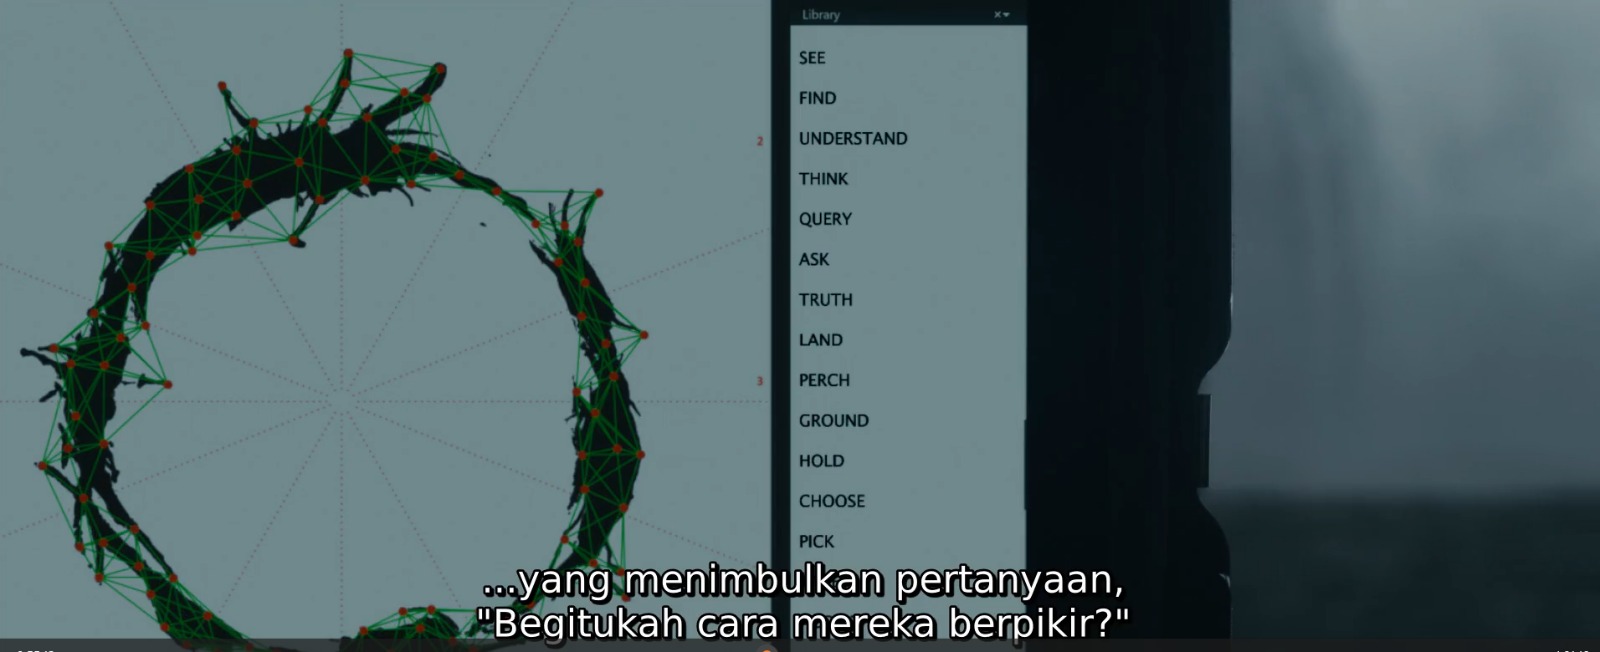 Library
SEE
FIND
UNDERSTAND
THINK
QUERY
ASK
TRUTH
LAND
PERCH
GROUND
HOLD
CHOOSE
PICK
2
3
...yang menimbulkan pertanyaan,
"Begitukah cara mereka berpikir?"